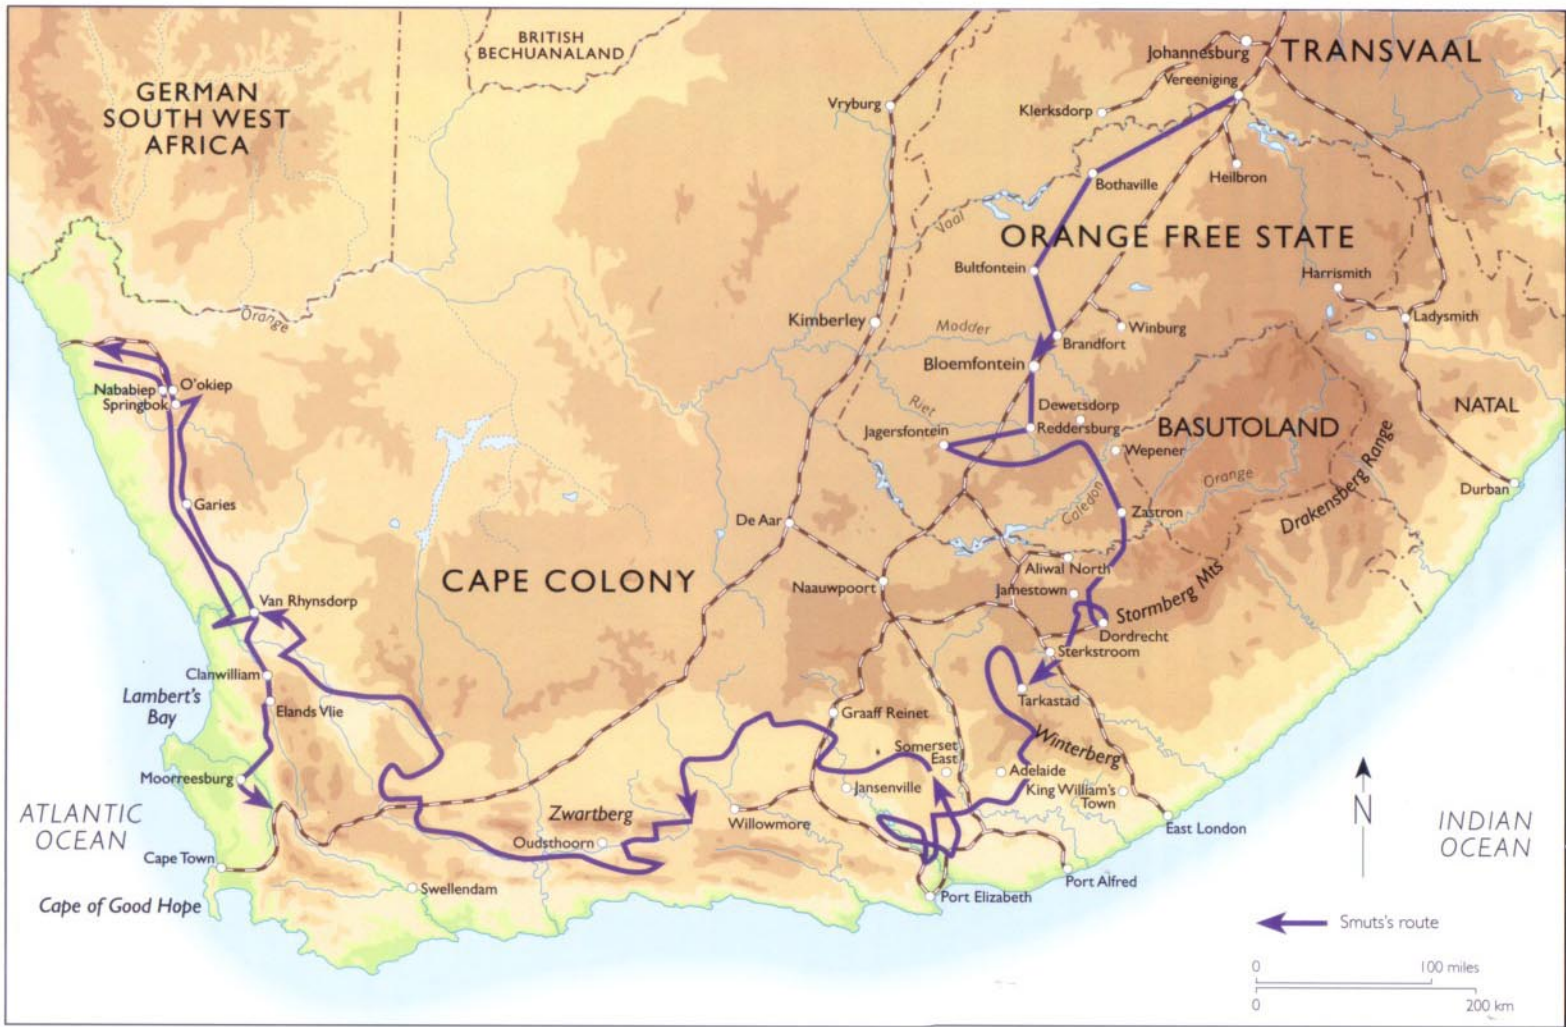 BRITISH
BECHUANALAND
GERMAN
SOUTH WEST
AFRICA
Johannesburg
TRANSVAAL
Vereeniging
Vryburg
Klerksdorp
Heilbron
Bothaville
Vaal
ORANGE FREE STATE
Bultfontein
Harrismith
Orange
Kimberley
Modder
Winburg
Ladysmith
Brandfort
Bloemfontein
Nababiep
O'okiep
Springbok
Riet
Dewetsdorp
NATAL
Jagersfontein
Reddersburg
BASUTOLAND
Wepener
Orange
Drakensberg Range
Durban
Garies
Caledon
Zastron
De Aar
Aliwal North
CAPE COLONY
Naauwpoort
Jamestown
Stormberg Mts
Van Rhynsdorp
Dordrecht
Sterkstroom
Clanwilliam
Lambert's
Bay
Elands Vlie
Tarkastad
Graaff Reinet
Winterberg
Somerset
East
Moorreesburg
Adelaide
Jansenville
King William's
Town
N
ATLANTIC
OCEAN
Zwartberg
Willowmore
East London
INDIAN
OCEAN
Oudsthoorn
Cape Town
Swellendam
Port Alfred
Port Elizabeth
Cape of Good Hope
Smuts's route
0
100 miles
0
200 km